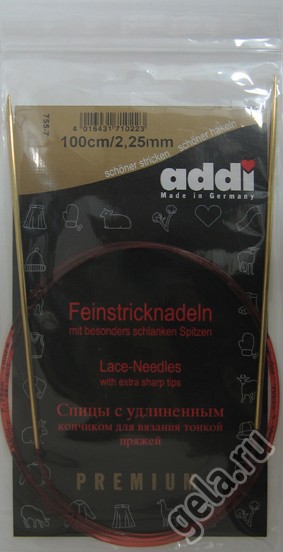 755-7
4 016431 710223
100cm/2,25mm
schöner stricken schöner häkeln
addi
Made in Germany
Feinstricknadeln
mit besonders schlanken Spitzen
Lace-Needles
with extra sharp tips
Спицы с удлиненным
кончиком для вязания тонкой
пряжей
PREMIUM
gela.ru